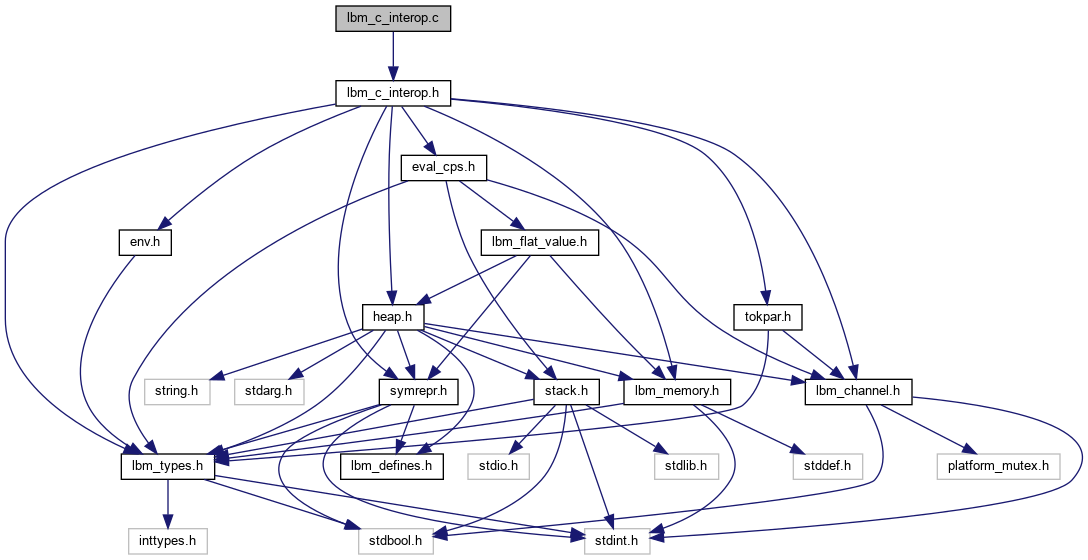 lbm_c_interop.c
lbm_c_interop.h
eval_cps.h
env.h
lbm_flat_value.h
heap.h
tokpar.h
string.h
stdarg.h
symrepr.h
stack.h
lbm_memory.h
lbm_channel.h
lbm_types.h
lbm_defines.h
stdio.h
stdlib.h
stddef.h
platform_mutex.h
inttypes.h
stdbool.h
stdint.h